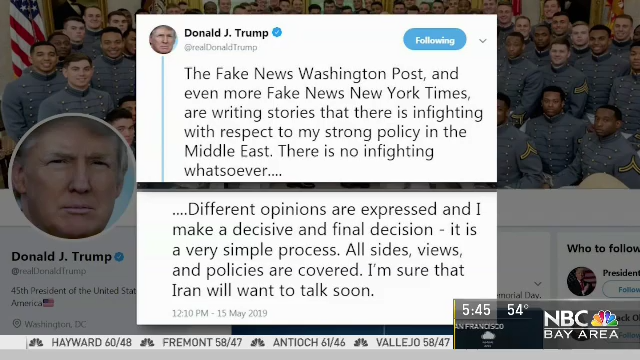 Donald J. Trump
@realDonaldTrump
Following
The Fake News Washington Post, and
even more Fake News New York Times,
are writing stories that there is infighting
with respect to my strong policy in the
Middle East. There is no infighting
whatsoever....
....Different opinions are expressed and I
make a decisive and final decision - it is
a very simple process. All sides, views,
and policies are covered. I'm sure that
Iran will want to talk soon.
12:10 PM - 15 May 2019
Donald J. Trump
@realDonaldTrump
45th President of the United States
of America
Washington, DC
Who to follow
President
Following
emorial Day.
5:45 54°
AN FRANCISCO
NBC
BAY AREA
HAYWARD 60/48 FREMONT 58/47 ANTIOCH 61/46 VALLEJO 58/47